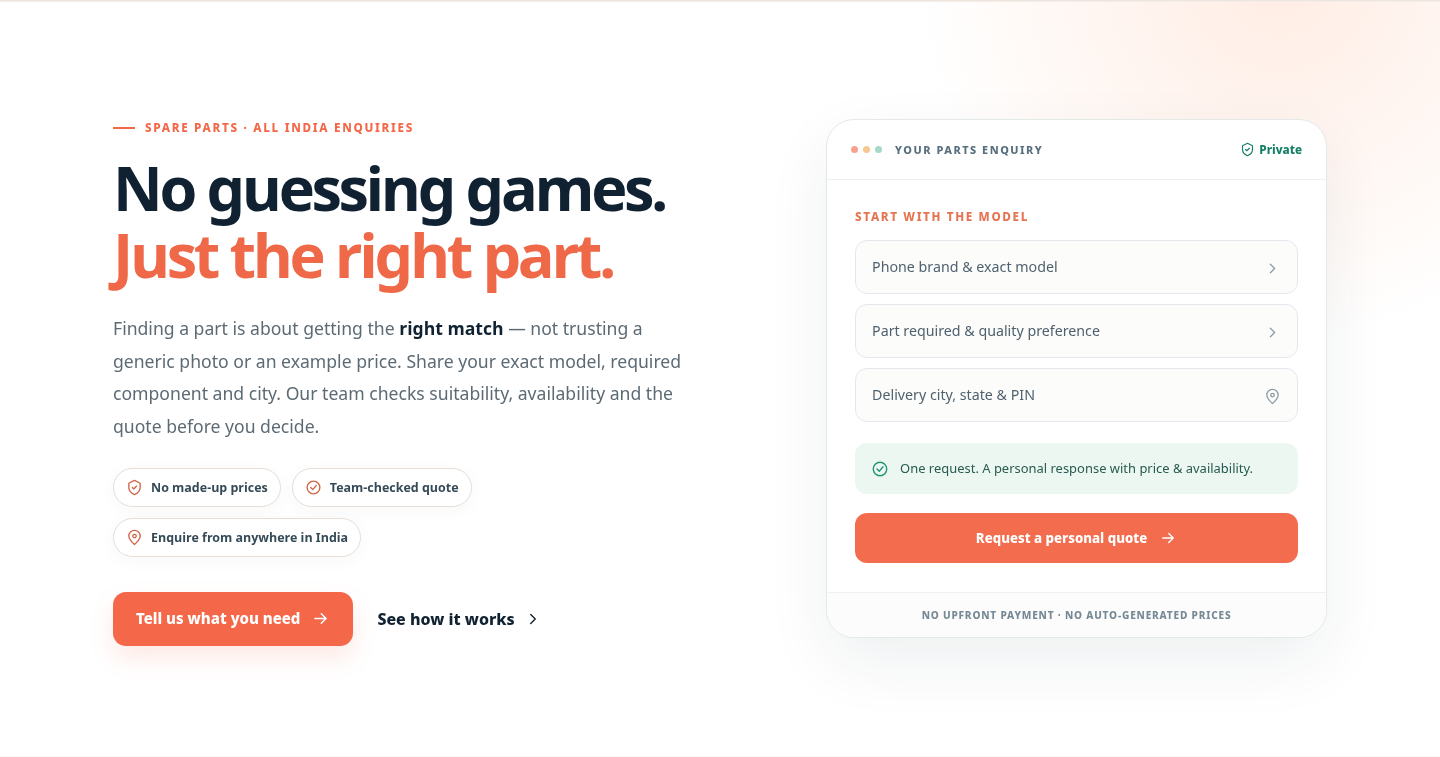 SPARE PARTS · ALL INDIA ENQUIRIES
No guessing games.
Just the right part.
Finding a part is about getting the right match — not trusting a
generic photo or an example price. Share your exact model, required
component and city. Our team checks suitability, availability and the
quote before you decide.
No made-up prices
Team-checked quote
Enquire from anywhere in India
Tell us what you need
See how it works
YOUR PARTS ENQUIRY
Private
START WITH THE MODEL
Phone brand & exact model
Part required & quality preference
Delivery city, state & PIN
One request. A personal response with price & availability.
Request a personal quote
NO UPFRONT PAYMENT · NO AUTO-GENERATED PRICES